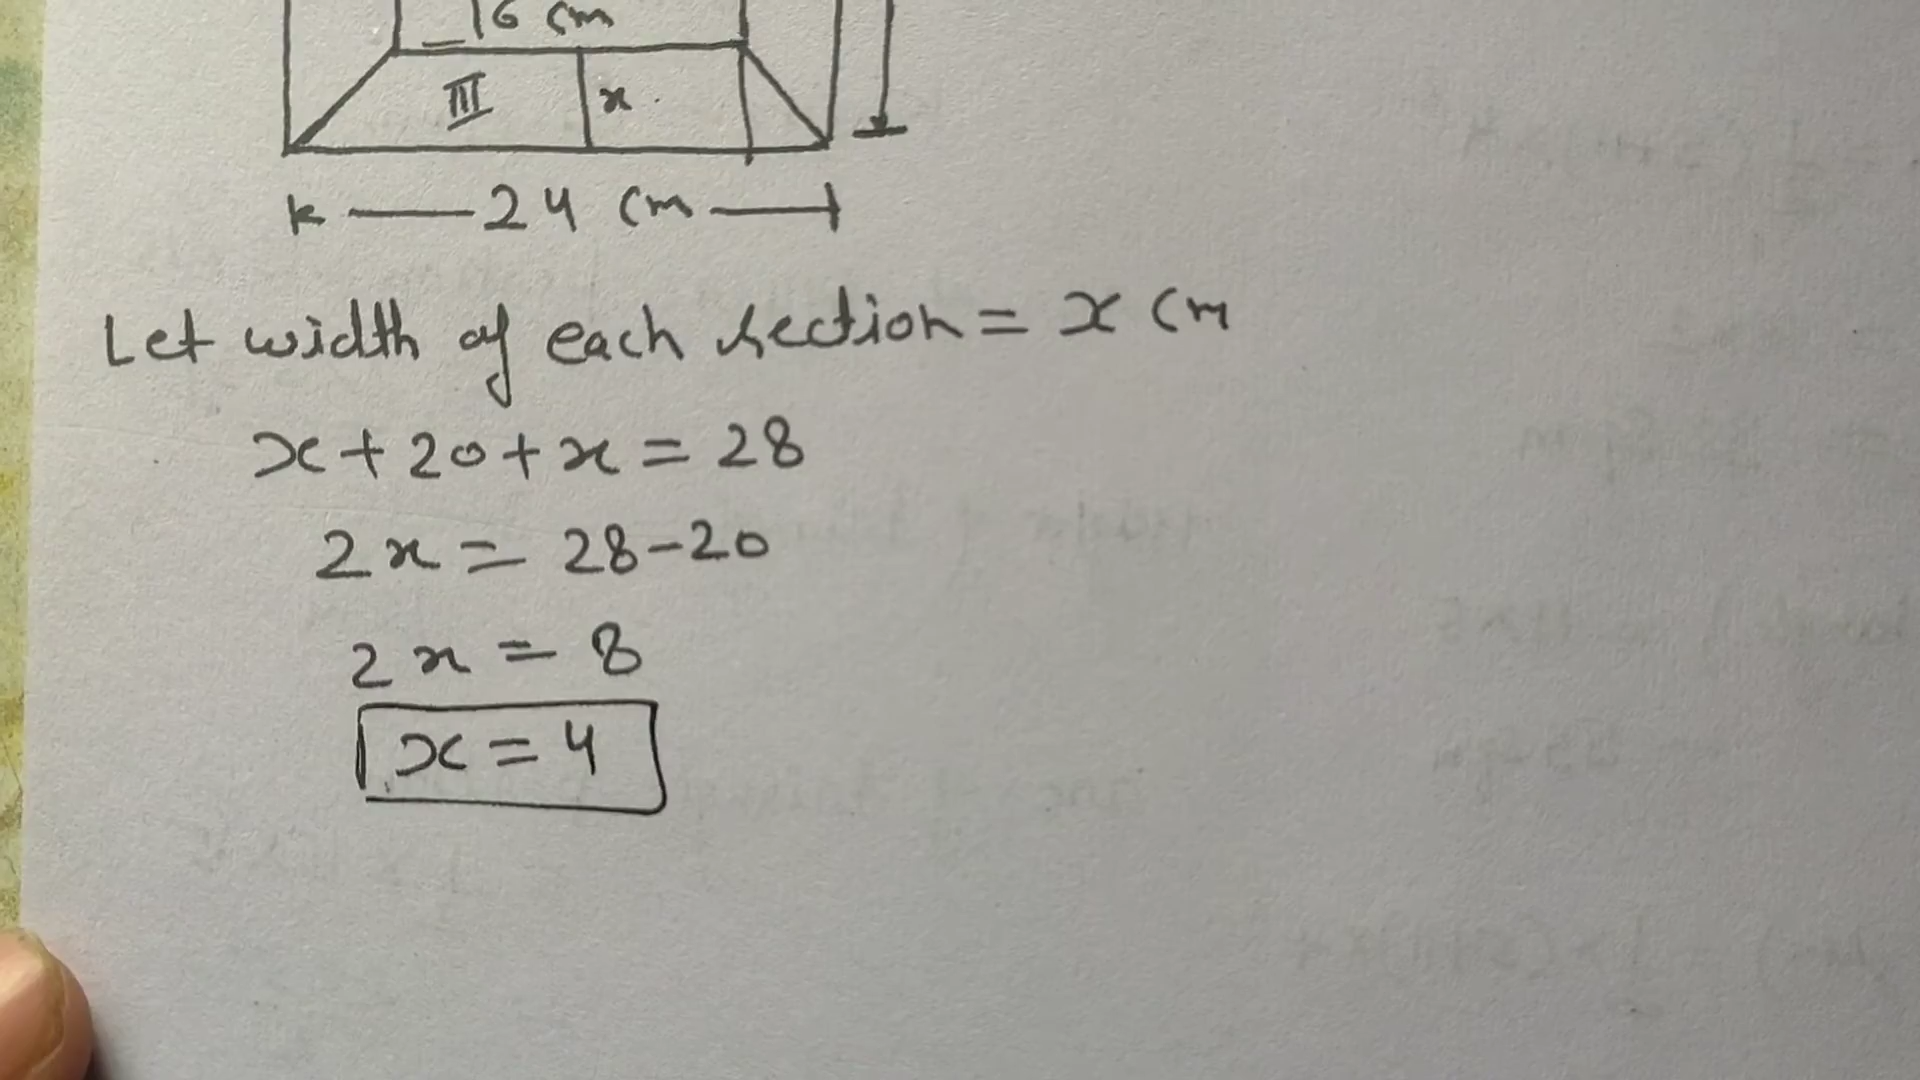 16 cm
III x
24 cm
Let width of each section = x cm
x + 20 + x = 28
2x = 28 - 20
2x = 8
x = 4